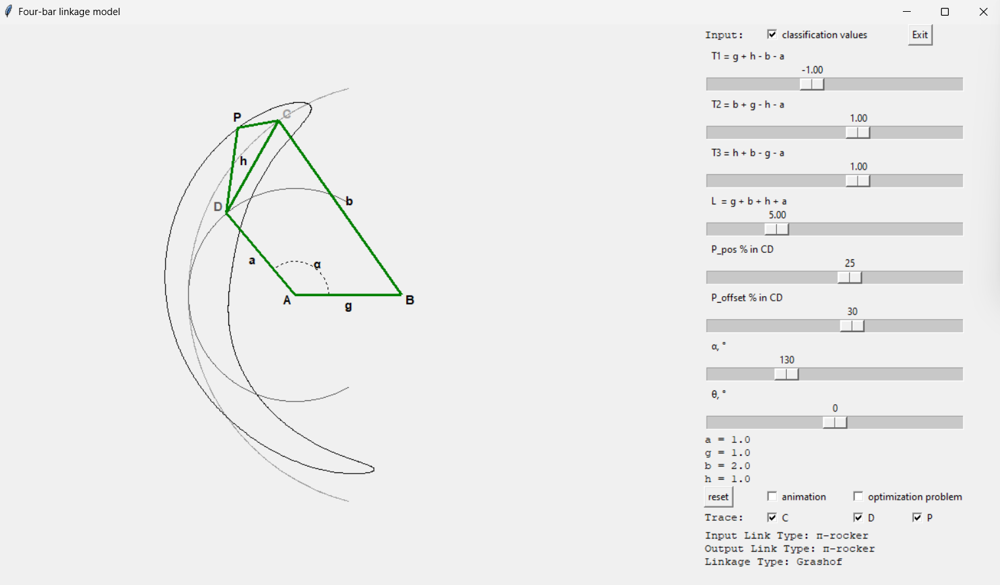 Four-bar linkage model
Input: classification values Exit
T1 = g + h - b - a
-1.00
T2 = b + g - h - a
1.00
T3 = h + b - g - a
1.00
L = g + b + h + a
5.00
P_pos % in CD
25
P_offset % in CD
30
α, °
130
θ, °
0
a = 1.0
g = 1.0
b = 2.0
h = 1.0
reset animation optimization problem
Trace: C D P
Input Link Type: π-rocker
Output Link Type: π-rocker
Linkage Type: Grashof
P
C
h
D
b
a
α
A
B
g